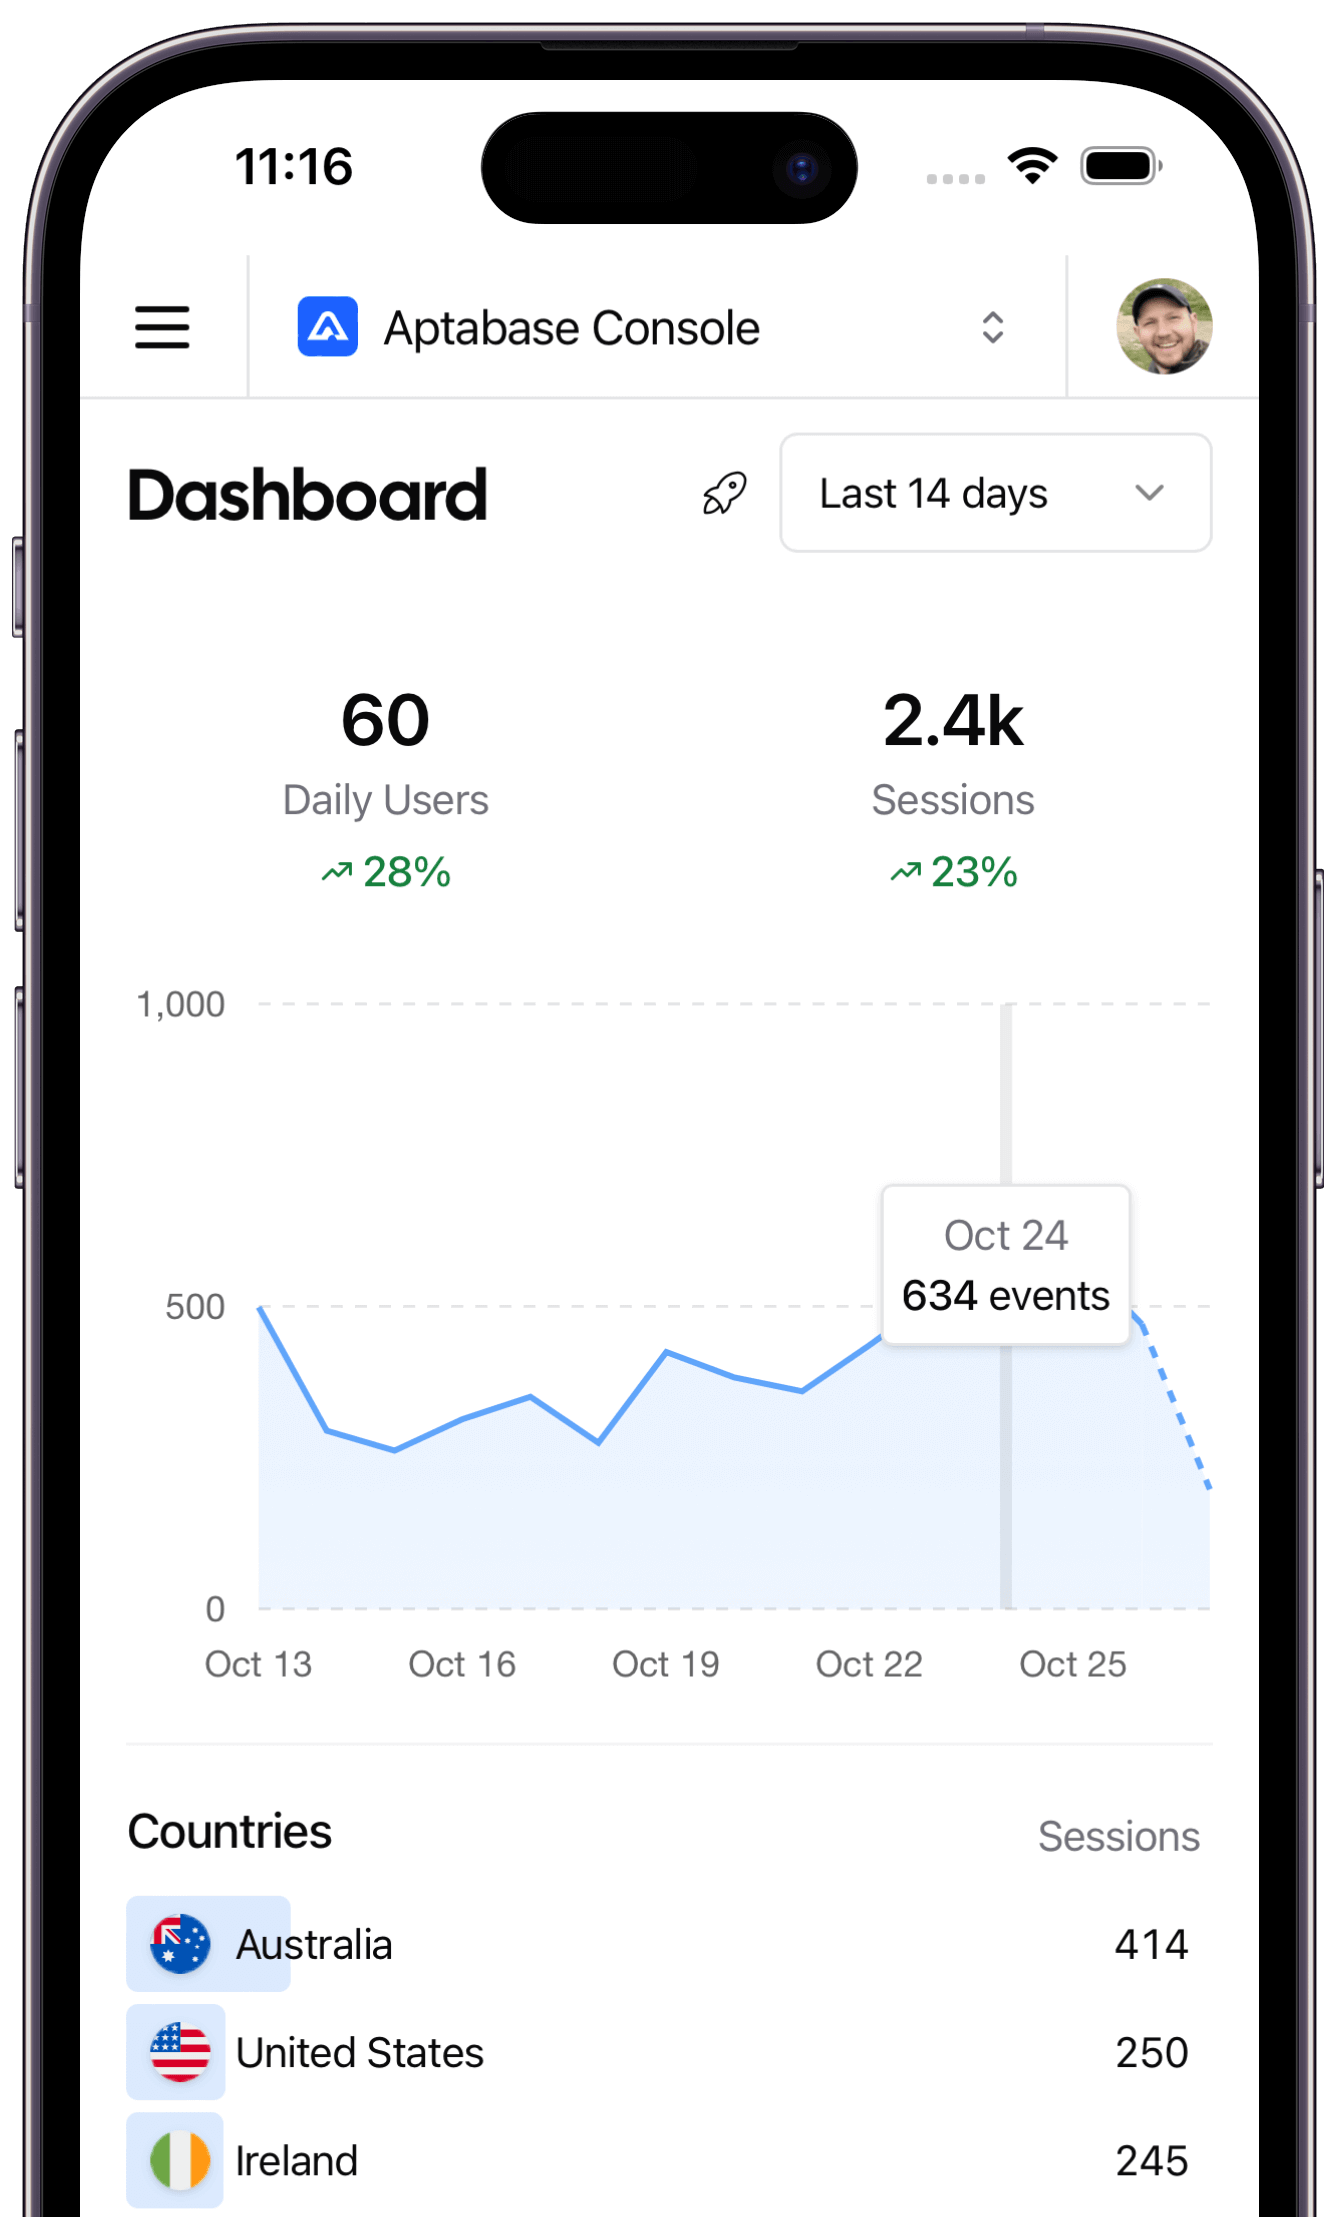 11:16
Aptabase Console
Dashboard
Last 14 days
60
Daily Users
28%
2.4k
Sessions
23%
1,000
500
0
Oct 24
634 events
Oct 13
Oct 16
Oct 19
Oct 22
Oct 25
Countries
Sessions
Australia
414
United States
250
Ireland
245